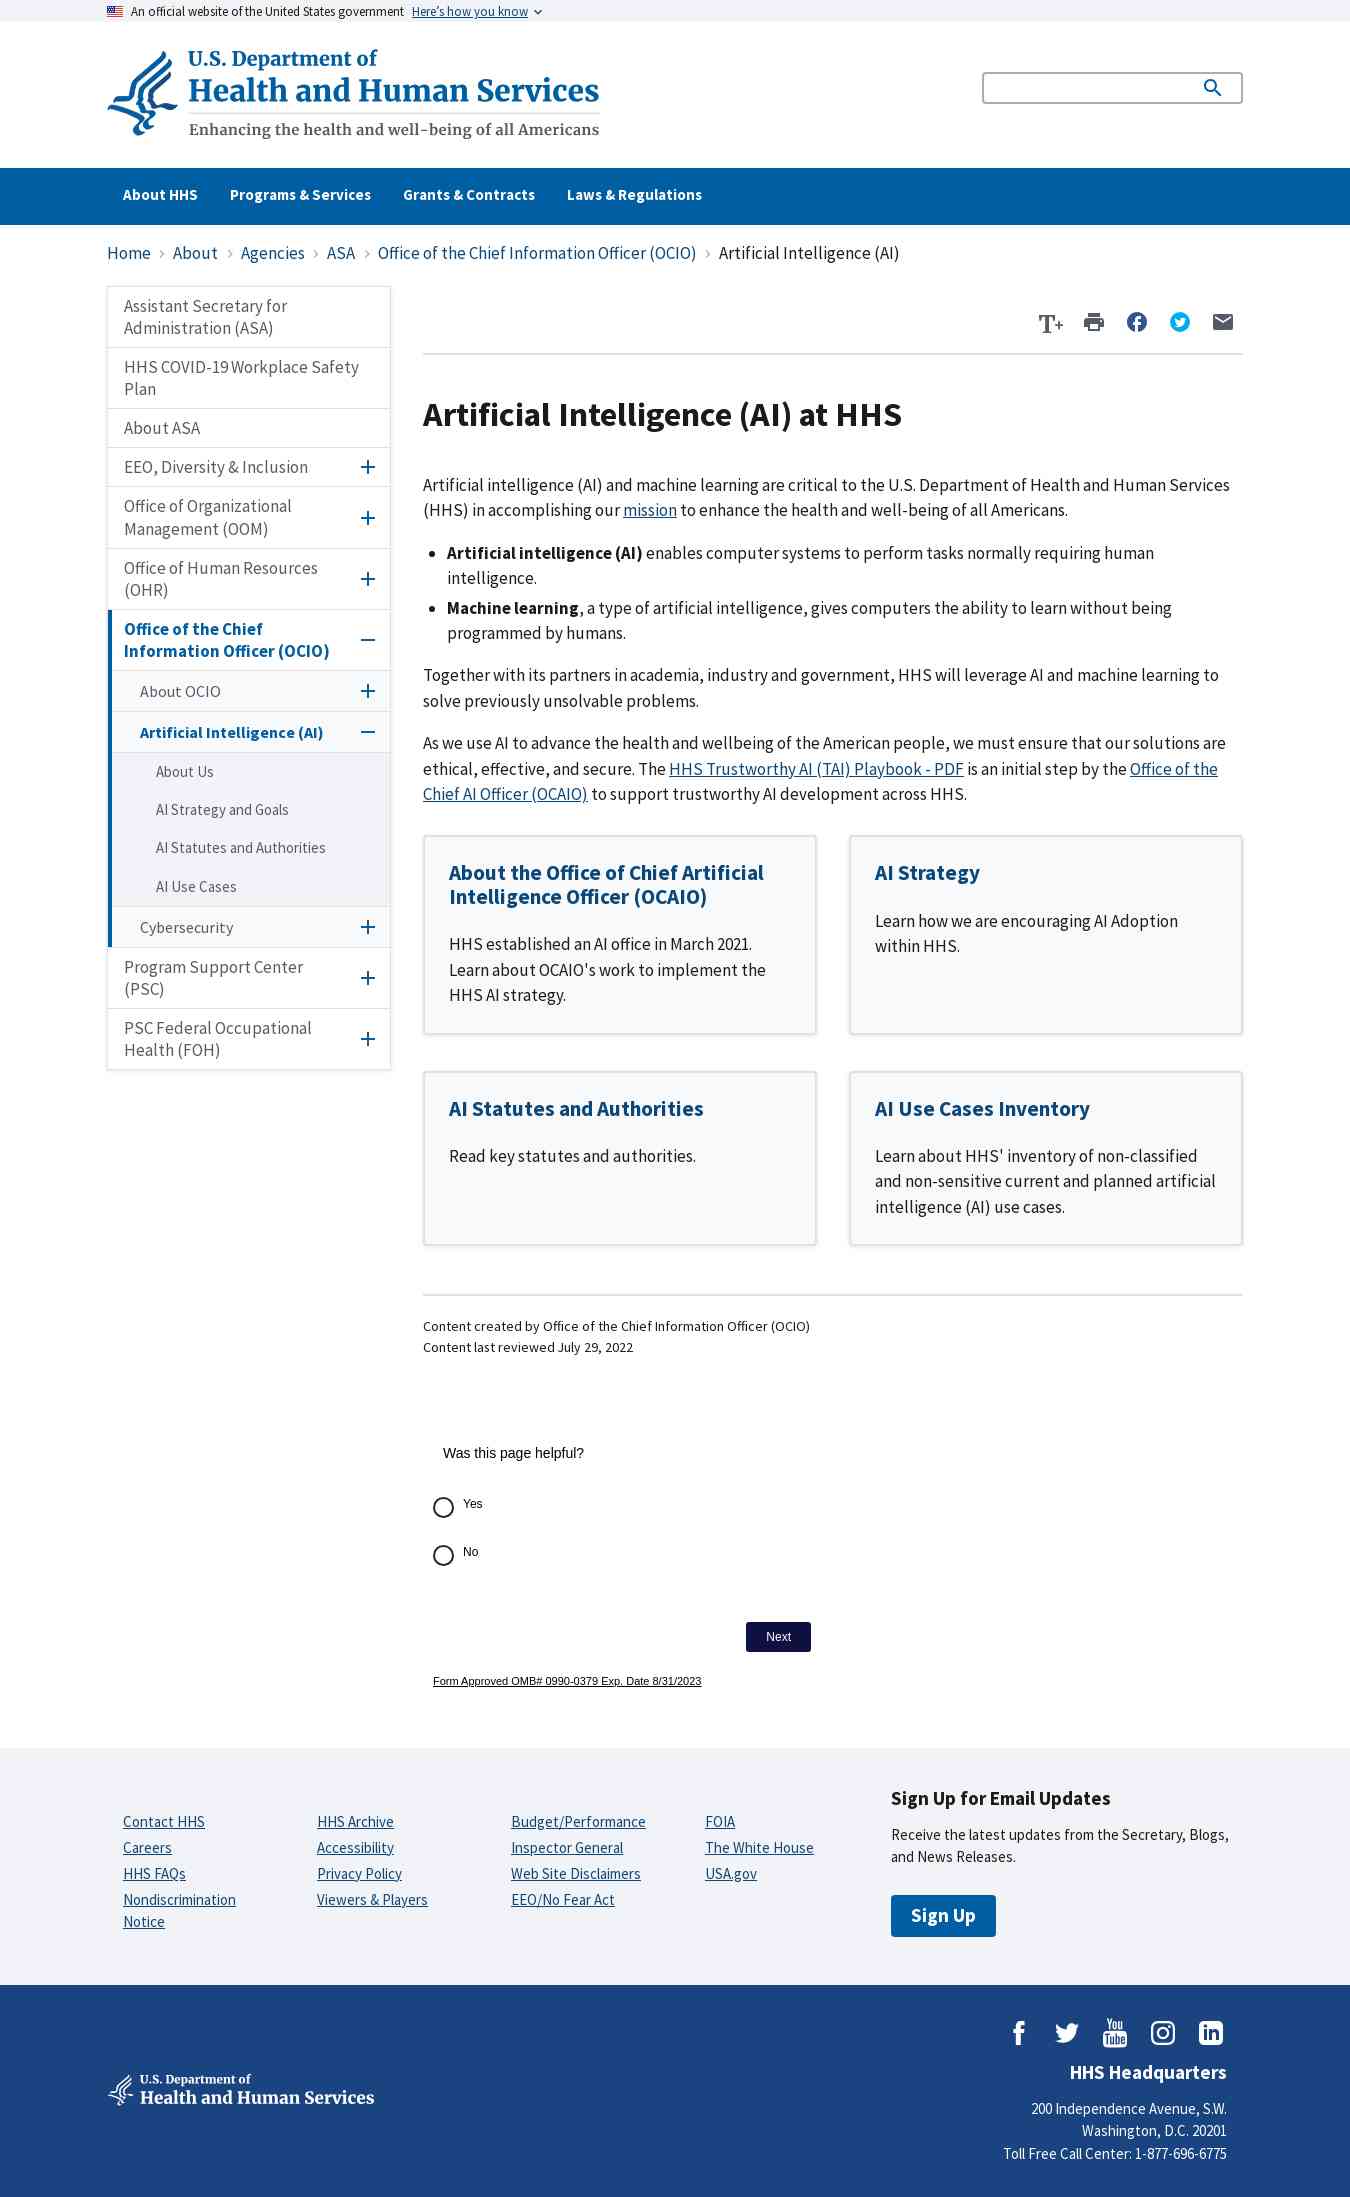 An official website of the United States government Here's how you know
U.S. Department of
Health and Human Services
Enhancing the health and well-being of all Americans
About HHS Programs & Services Grants & Contracts Laws & Regulations
Home › About › Agencies › ASA › Office of the Chief Information Officer (OCIO) › Artificial Intelligence (AI)
Assistant Secretary for
Administration (ASA)
HHS COVID-19 Workplace Safety
Plan
About ASA
EEO, Diversity & Inclusion
Office of Organizational
Management (OOM)
Office of Human Resources
(OHR)
Office of the Chief
Information Officer (OCIO)
About OCIO
Artificial Intelligence (AI)
About Us
AI Strategy and Goals
AI Statutes and Authorities
AI Use Cases
Cybersecurity
Program Support Center
(PSC)
PSC Federal Occupational
Health (FOH)
T+
Artificial Intelligence (AI) at HHS
Artificial intelligence (AI) and machine learning are critical to the U.S. Department of Health and Human Services
(HHS) in accomplishing our mission to enhance the health and well-being of all Americans.
• Artificial intelligence (AI) enables computer systems to perform tasks normally requiring human
intelligence.
• Machine learning, a type of artificial intelligence, gives computers the ability to learn without being
programmed by humans.
Together with its partners in academia, industry and government, HHS will leverage AI and machine learning to
solve previously unsolvable problems.
As we use AI to advance the health and wellbeing of the American people, we must ensure that our solutions are
ethical, effective, and secure. The HHS Trustworthy AI (TAI) Playbook - PDF is an initial step by the Office of the
Chief AI Officer (OCAIO) to support trustworthy AI development across HHS.
About the Office of Chief Artificial
Intelligence Officer (OCAIO)
HHS established an AI office in March 2021.
Learn about OCAIO's work to implement the
HHS AI strategy.
AI Strategy
Learn how we are encouraging AI Adoption
within HHS.
AI Statutes and Authorities
Read key statutes and authorities.
AI Use Cases Inventory
Learn about HHS' inventory of non-classified
and non-sensitive current and planned artificial
intelligence (AI) use cases.
Content created by Office of the Chief Information Officer (OCIO)
Content last reviewed July 29, 2022
Was this page helpful?
Yes
No
Next
Form Approved OMB# 0990-0379 Exp. Date 8/31/2023
Contact HHS
Careers
HHS FAQs
Nondiscrimination
Notice
HHS Archive
Accessibility
Privacy Policy
Viewers & Players
Budget/Performance
Inspector General
Web Site Disclaimers
EEO/No Fear Act
FOIA
The White House
USA.gov
Sign Up for Email Updates
Receive the latest updates from the Secretary, Blogs,
and News Releases.
Sign Up
You
Tube
in
U.S. Department of
Health and Human Services
HHS Headquarters
200 Independence Avenue, S.W.
Washington, D.C. 20201
Toll Free Call Center: 1-877-696-6775